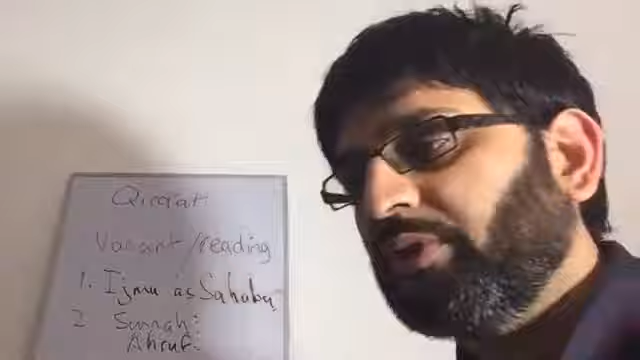 Qiraat
Variant/reading
1. Ijma as Sahaba
2 Sunnah:
Ahruf: